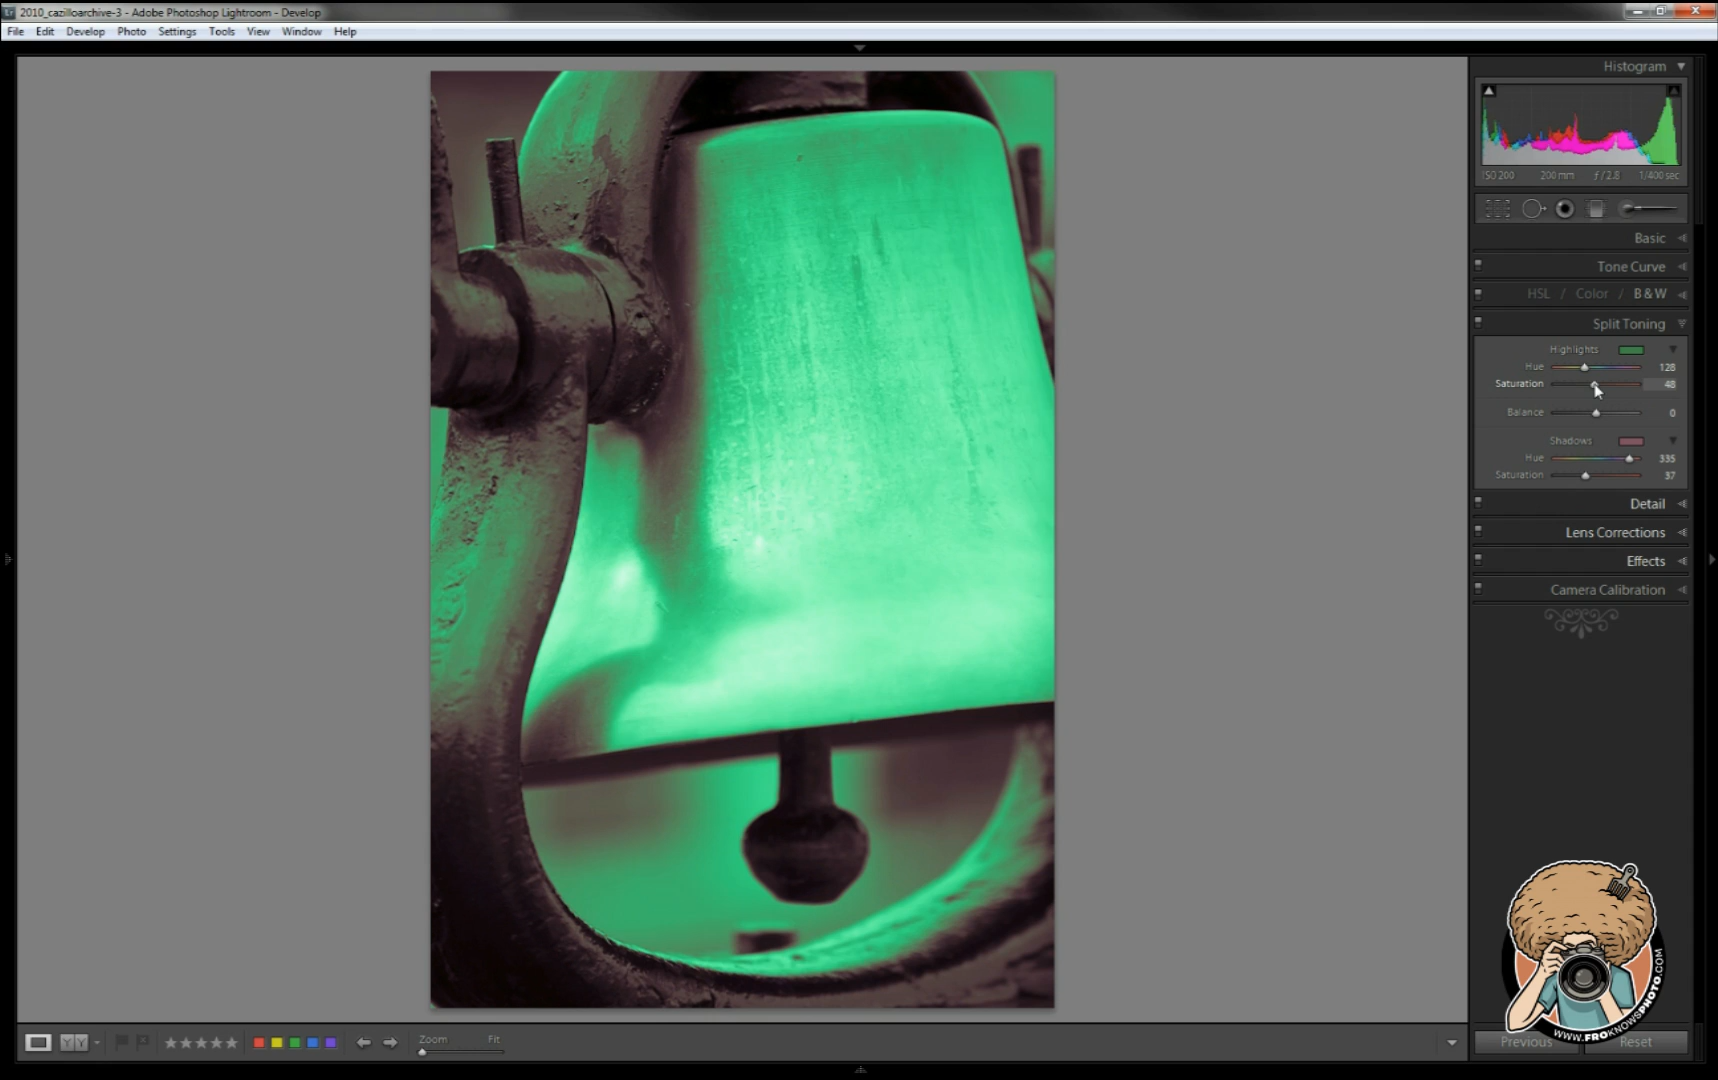 2010_cazilloarchive-3 - Adobe Photoshop Lightroom - Develop
File Edit Develop Photo Settings Tools View Window Help
Histogram
ISO 200 200 mm ƒ / 2.8 1/400 sec
Basic
Tone Curve
HSL / Color / B & W
Split Toning
Highlights
Hue 128
Saturation 48
Balance 0
Shadows
Hue 335
Saturation 37
Detail
Lens Corrections
Effects
Camera Calibration
WWW.FROKNOWSPHOTO.COM
Y Y Zoom Fit Previous Reset